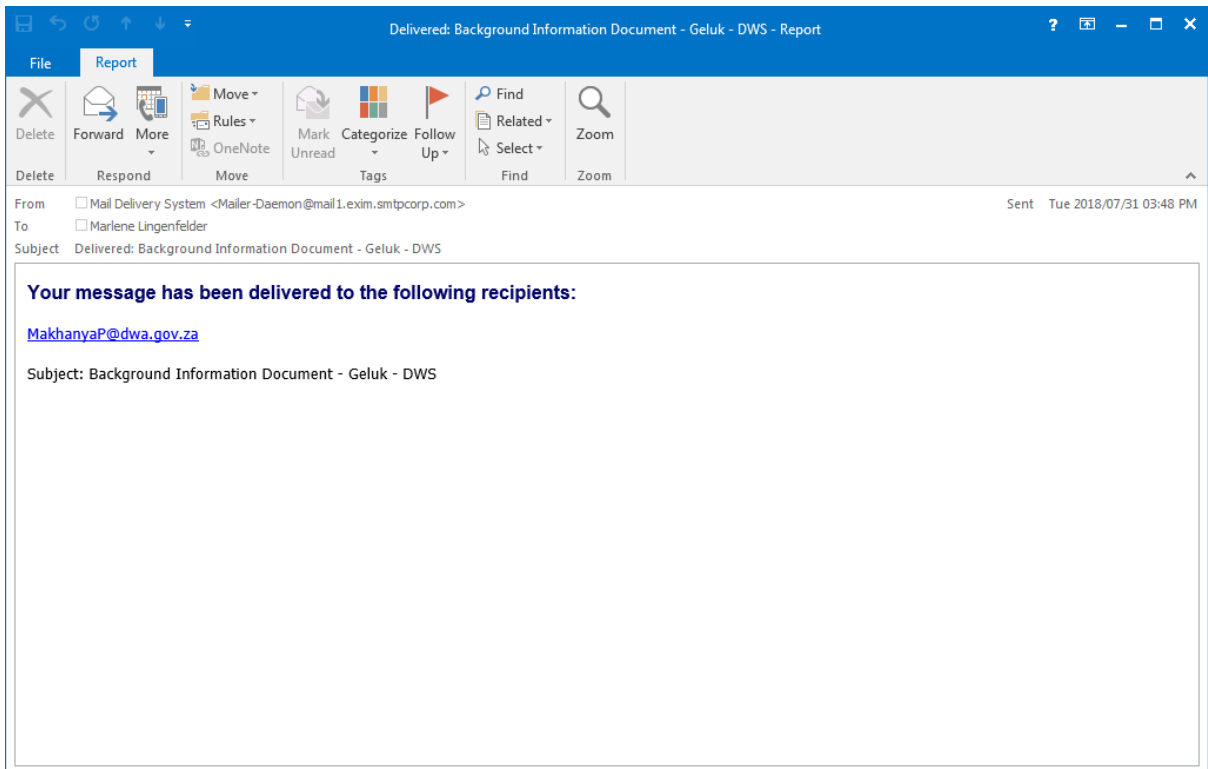 Delivered: Background Information Document - Geluk - DWS - Report
?
File Report
Delete Forward More Move Rules OneNote Mark Unread Categorize Follow Up Find Related Select Zoom
Delete Respond Move Tags Find Zoom
From Mail Delivery System <Mailer-Daemon@mail1.exim.smtpcorp.com> Sent Tue 2018/07/31 03:48 PM
To Marlene Lingenfelder
Subject Delivered: Background Information Document - Geluk - DWS
Your message has been delivered to the following recipients:
MakhanyaP@dwa.gov.za
Subject: Background Information Document - Geluk - DWS